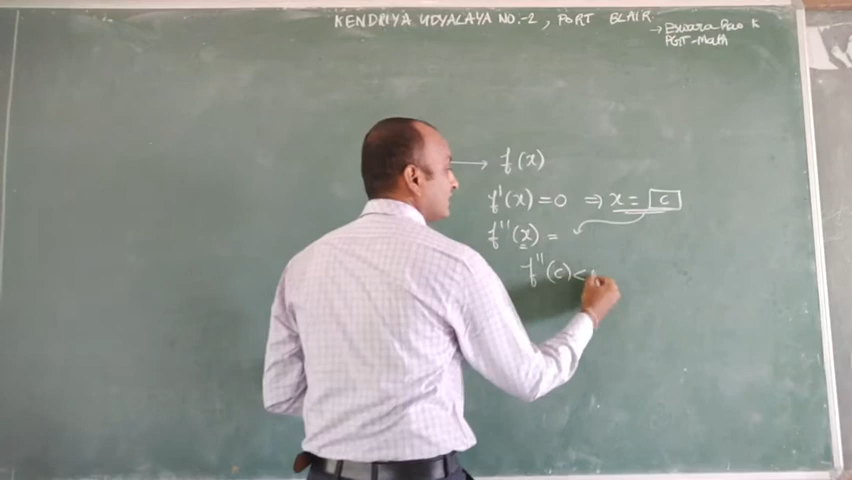 KENDRIYA VIDYALAYA NO.-2, PORT BLAIR
→ Eswara Rao K
PGT-Math
→ f(x)
f'(x) = 0 ⇒ x = c
f''(x) =
f''(c) <